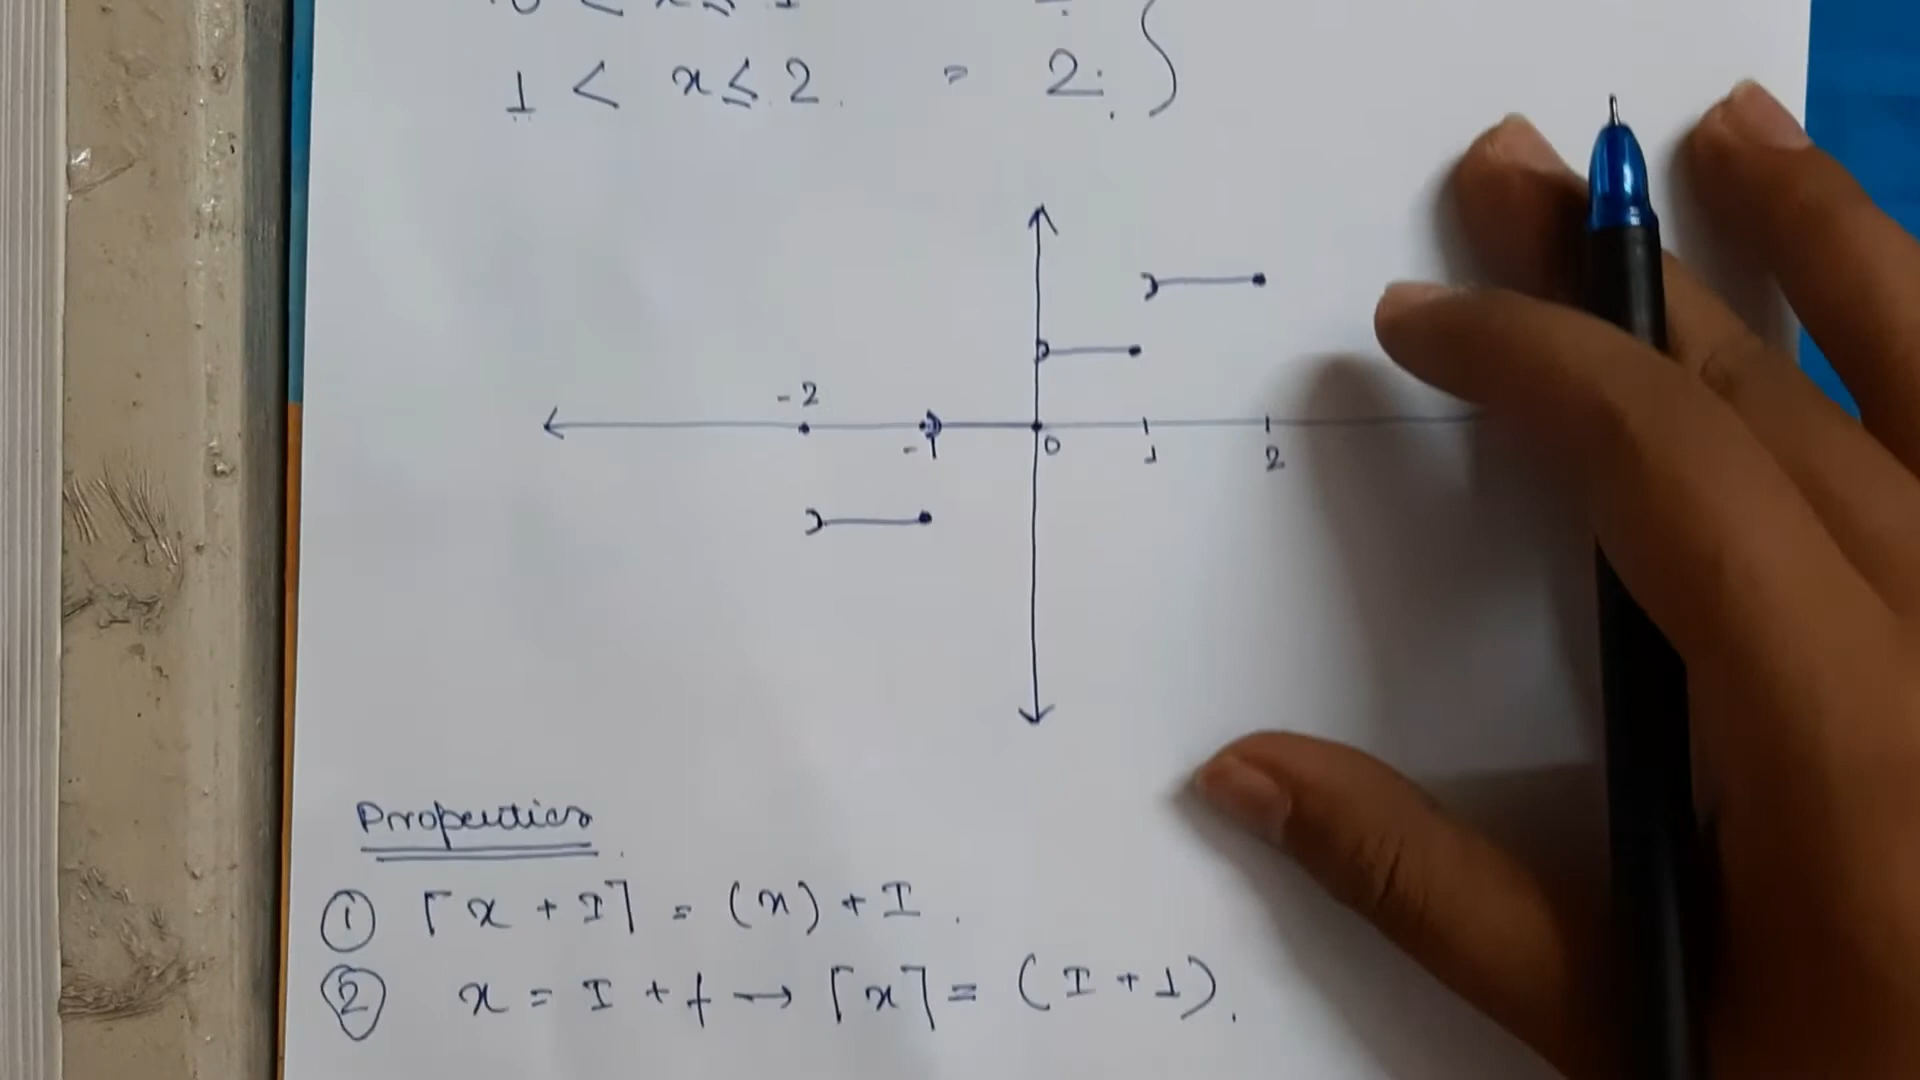 1 < x ≤ 2. = 2. }
-2
-1 0 1 2
Properties
① ⌈x + I⌉ = (x) + I.
② x = I + f → ⌈x⌉ = (I + 1).